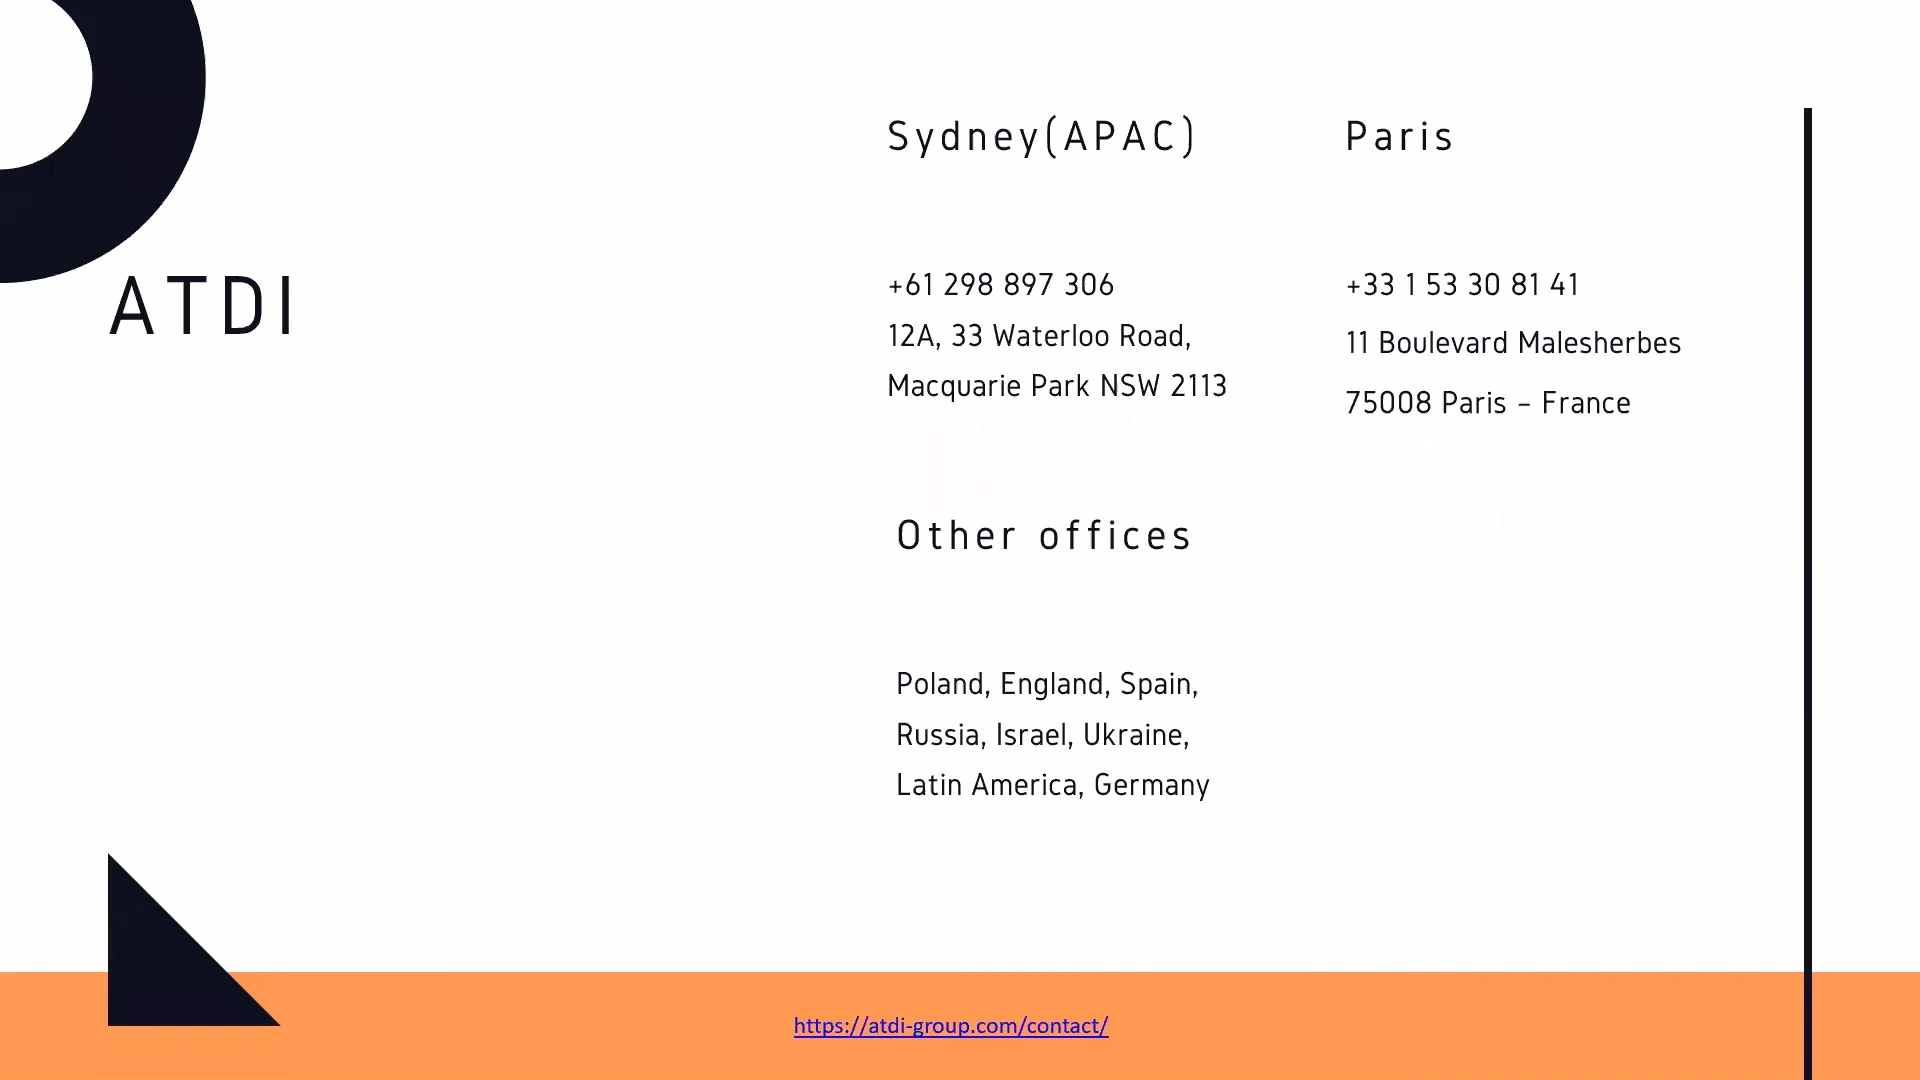 ATDI
Sydney(APAC)
+61 298 897 306
12A, 33 Waterloo Road,
Macquarie Park NSW 2113
Paris
+33 1 53 30 81 41
11 Boulevard Malesherbes
75008 Paris – France
Other offices
Poland, England, Spain,
Russia, Israel, Ukraine,
Latin America, Germany
https://atdi-group.com/contact/